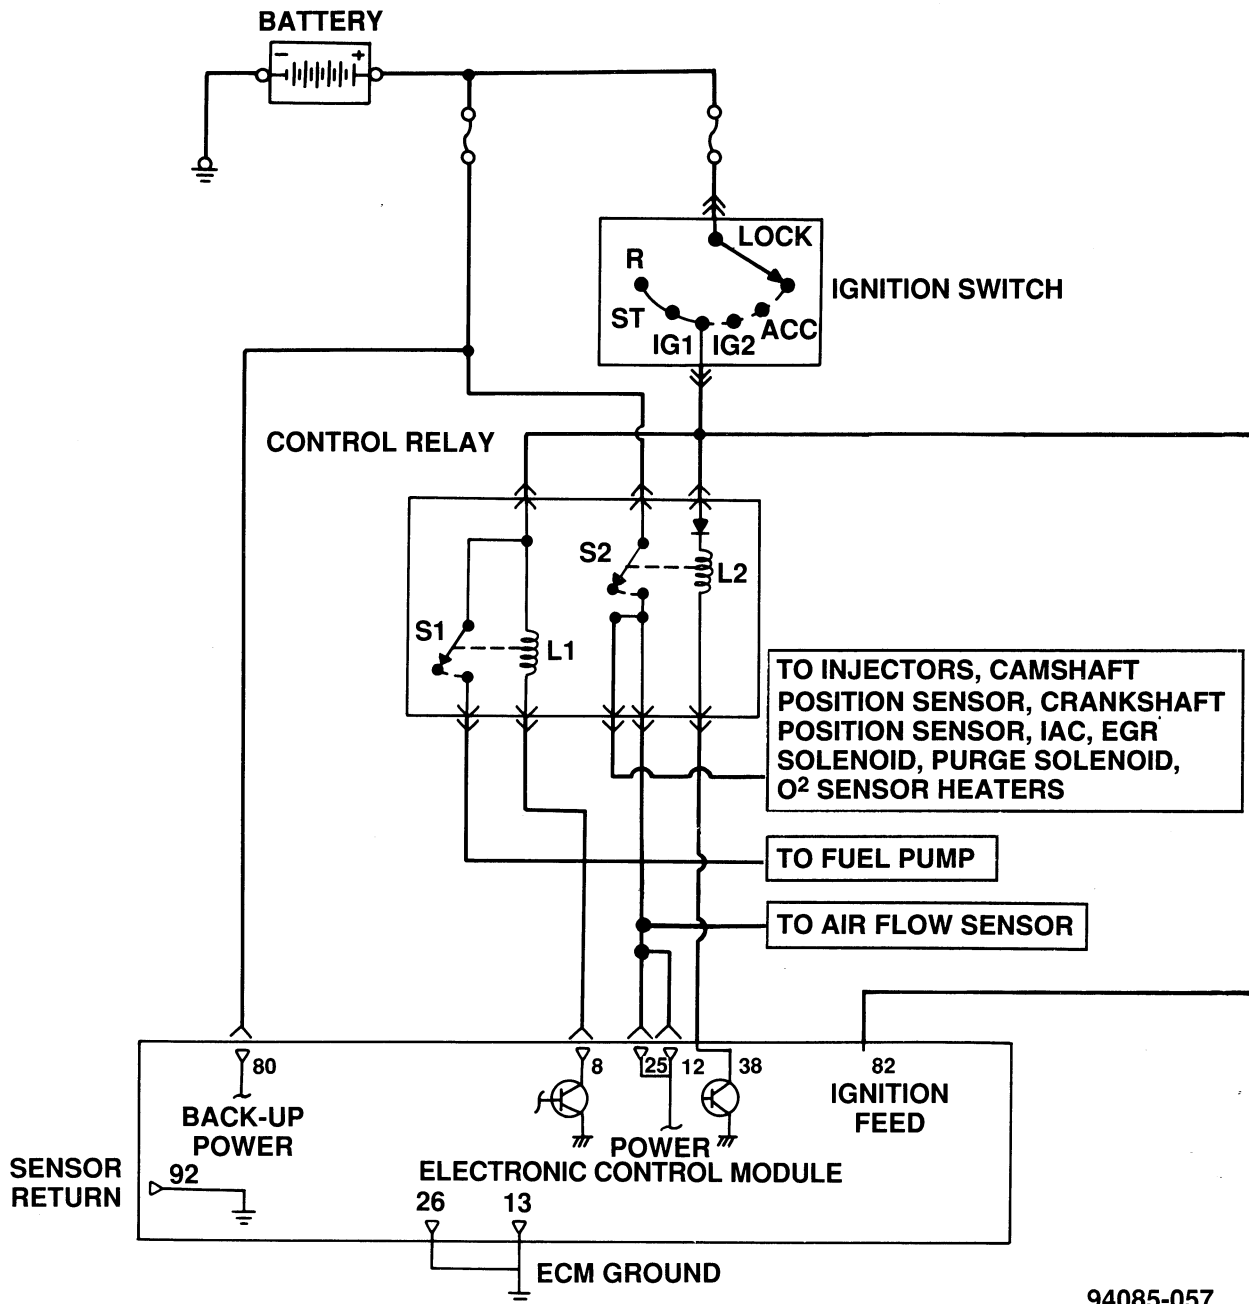 BATTERY
- +
LOCK
R
IGNITION SWITCH
ST
ACC
IG1 IG2
CONTROL RELAY
S2
L2
S1
L1
TO INJECTORS, CAMSHAFT
POSITION SENSOR, CRANKSHAFT
POSITION SENSOR, IAC, EGR
SOLENOID, PURGE SOLENOID,
O² SENSOR HEATERS
TO FUEL PUMP
TO AIR FLOW SENSOR
80
8
25
12
38
82
BACK-UP
POWER
IGNITION
FEED
POWER
ELECTRONIC CONTROL MODULE
SENSOR
RETURN
92
26
13
ECM GROUND
94085-057